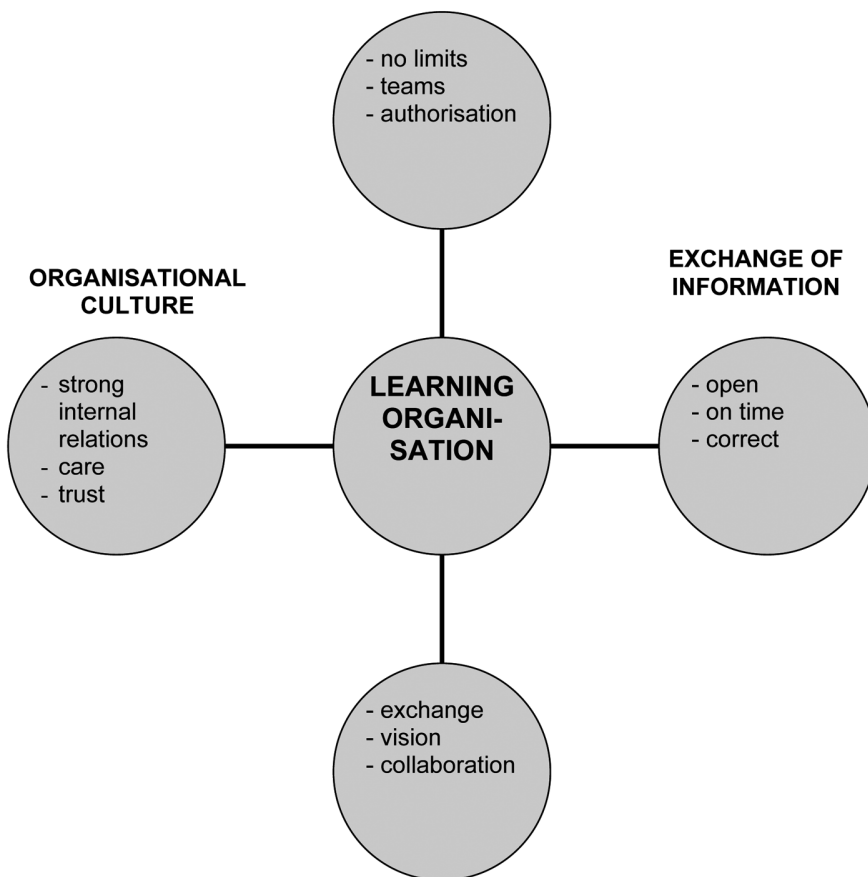 - no limits
- teams
- authorisation
ORGANISATIONAL
CULTURE
EXCHANGE OF
INFORMATION
- strong
internal
relations
- care
- trust
LEARNING
ORGANI-
SATION
- open
- on time
- correct
- exchange
- vision
- collaboration